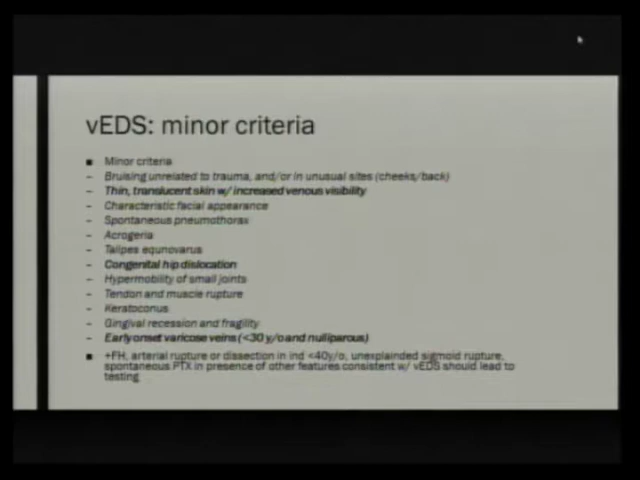 vEDS: minor criteria
■ Minor criteria
– Bruising unrelated to trauma, and/or in unusual sites (cheeks/back)
– Thin, translucent skin w/ increased venous visibility
– Characteristic facial appearance
– Spontaneous pneumothorax
– Acrogeria
– Talipes equnovarus
– Congenital hip dislocation
– Hypermobility of small joints
– Tendon and muscle rupture
– Keratoconus
– Gingival recession and fragility
– Early onset varicose veins (<30 y/o and nulliparous)
■ +FH, arterial rupture or dissection in ind <40y/o, unexplainded sigmoid rupture,
spontaneous PTX in presence of other features consistent w/ vEDS should lead to
testing